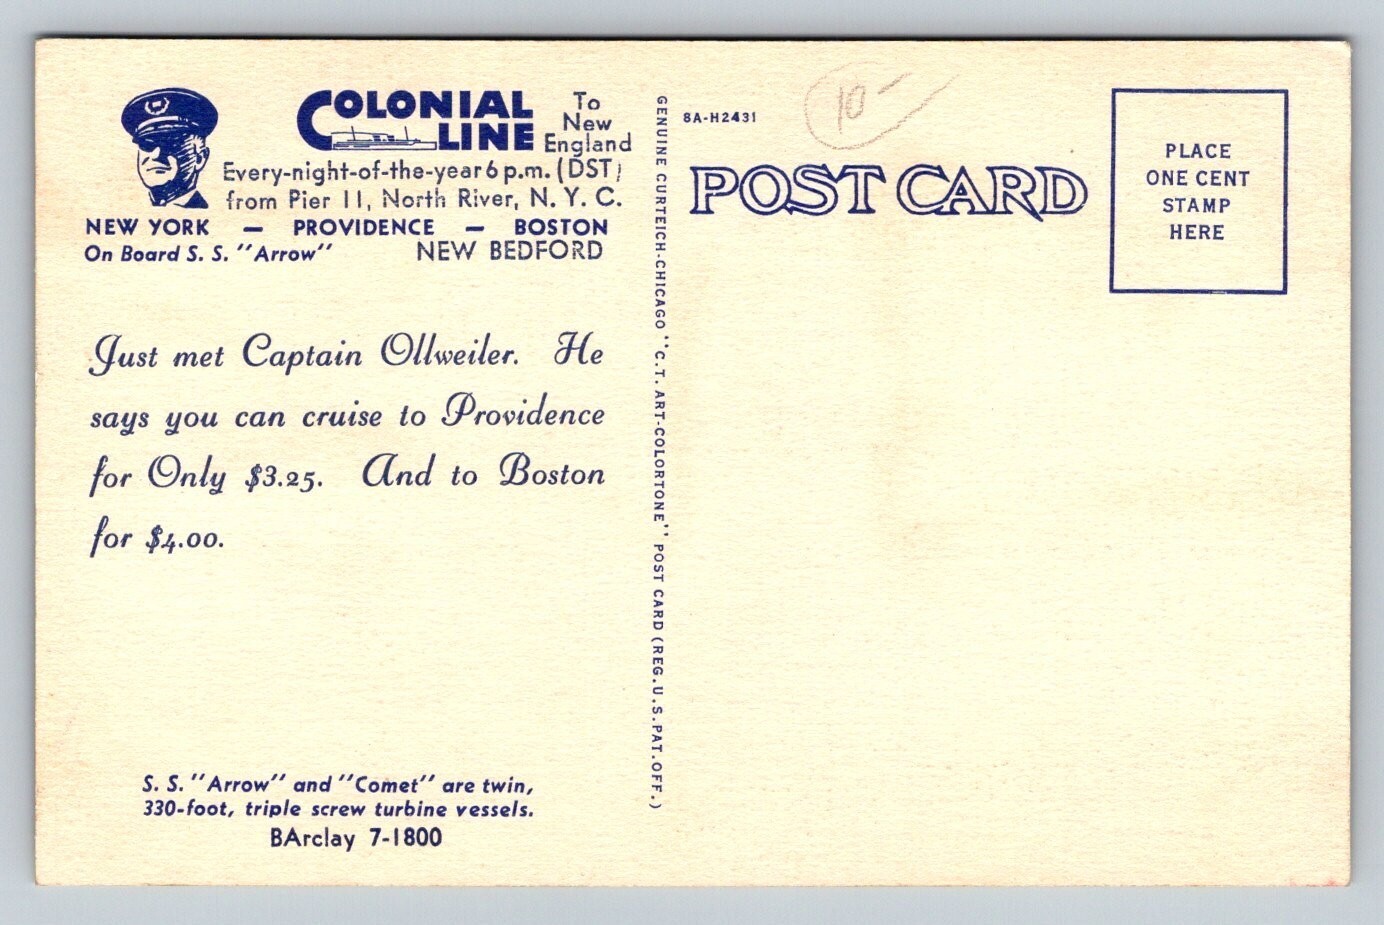 COLONIAL LINE
To
New
England
Every-night-of-the-year 6 p.m. (DST)
from Pier 11, North River, N. Y. C.
NEW YORK — PROVIDENCE — BOSTON
On Board S. S. "Arrow" NEW BEDFORD
Just met Captain Ollweiler. He
says you can cruise to Providence
for Only $3.25. And to Boston
for $4.00.
S. S. "Arrow" and "Comet" are twin,
330-foot, triple screw turbine vessels.
BArclay 7-1800
GENUINE CURTEICH-CHICAGO "C.T. ART-COLORTONE" POST CARD (REG.U.S.PAT.OFF.)
8A-H2431
10-
POST CARD
PLACE
ONE CENT
STAMP
HERE